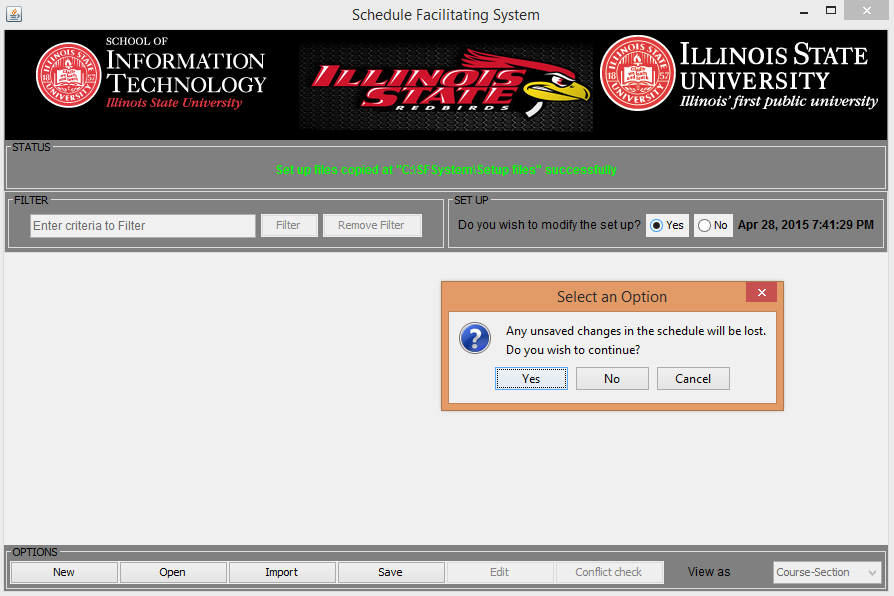 Schedule Facilitating System
SCHOOL OF
INFORMATION
TECHNOLOGY
Illinois State University
ILLINOIS
STATE
REDBIRDS
ILLINOIS STATE
UNIVERSITY
Illinois' first public university
18 57
18 57
STATUS
Set up files copied at "C:\SFSystem\Setup files" successfully
FILTER
Enter criteria to Filter
Filter
Remove Filter
SET UP
Do you wish to modify the set up?
Yes
No
Apr 28, 2015 7:41:29 PM
Select an Option
Any unsaved changes in the schedule will be lost.
Do you wish to continue?
Yes
No
Cancel
OPTIONS
New
Open
Import
Save
Edit
Conflict check
View as
Course-Section